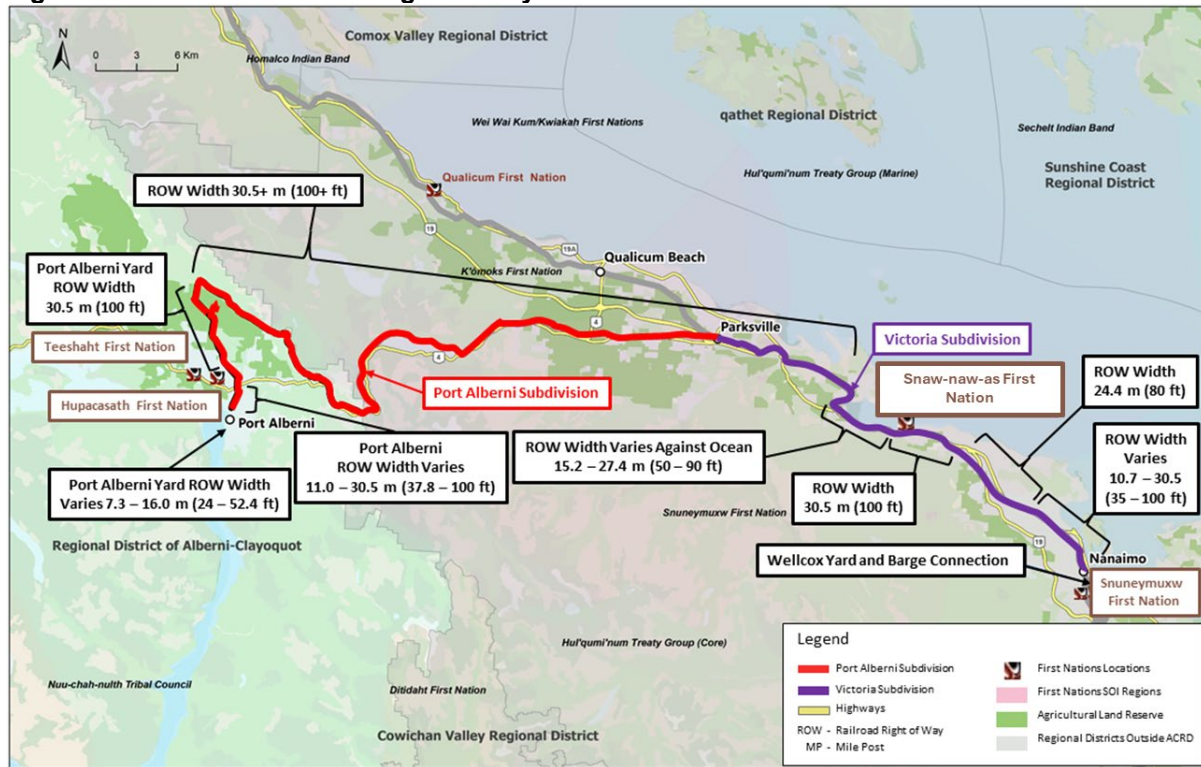 N
0 3 6 Km
Comox Valley Regional District
Homalco Indian Band
Wei Wai Kum/Kwiakah First Nations
qathet Regional District
Sechelt Indian Band
Sunshine Coast
Regional District
Hul'qumi'num Treaty Group (Marine)
Qualicum First Nation
ROW Width 30.5+ m (100+ ft)
19
19A
Qualicum Beach
K'ómoks First Nation
Port Alberni Yard
ROW Width
30.5 m (100 ft)
4
Parksville
Victoria Subdivision
Teeshaht First Nation
4
Port Alberni Subdivision
Snaw-naw-as First
Nation
ROW Width
24.4 m (80 ft)
Hupacasath First Nation
Port Alberni
Port Alberni
ROW Width Varies
11.0 – 30.5 m (37.8 – 100 ft)
ROW Width Varies Against Ocean
15.2 – 27.4 m (50 – 90 ft)
ROW Width
Varies
10.7 – 30.5
(35 – 100 ft)
Port Alberni Yard ROW Width
Varies 7.3 – 16.0 m (24 – 52.4 ft)
ROW Width
30.5 m (100 ft)
Snuneymuxw First Nation
19
Regional District of Alberni-Clayoquot
Wellcox Yard and Barge Connection
Nanaimo
Snuneymuxw
First Nation
Hul'qumi'num Treaty Group (Core)
Nuu-chah-nulth Tribal Council
Ditidaht First Nation
Cowichan Valley Regional District
Legend
Port Alberni Subdivision
Victoria Subdivision
Highways
ROW - Railroad Right of Way
MP - Mile Post
First Nations Locations
First Nations SOI Regions
Agricultural Land Reserve
Regional Districts Outside ACRD